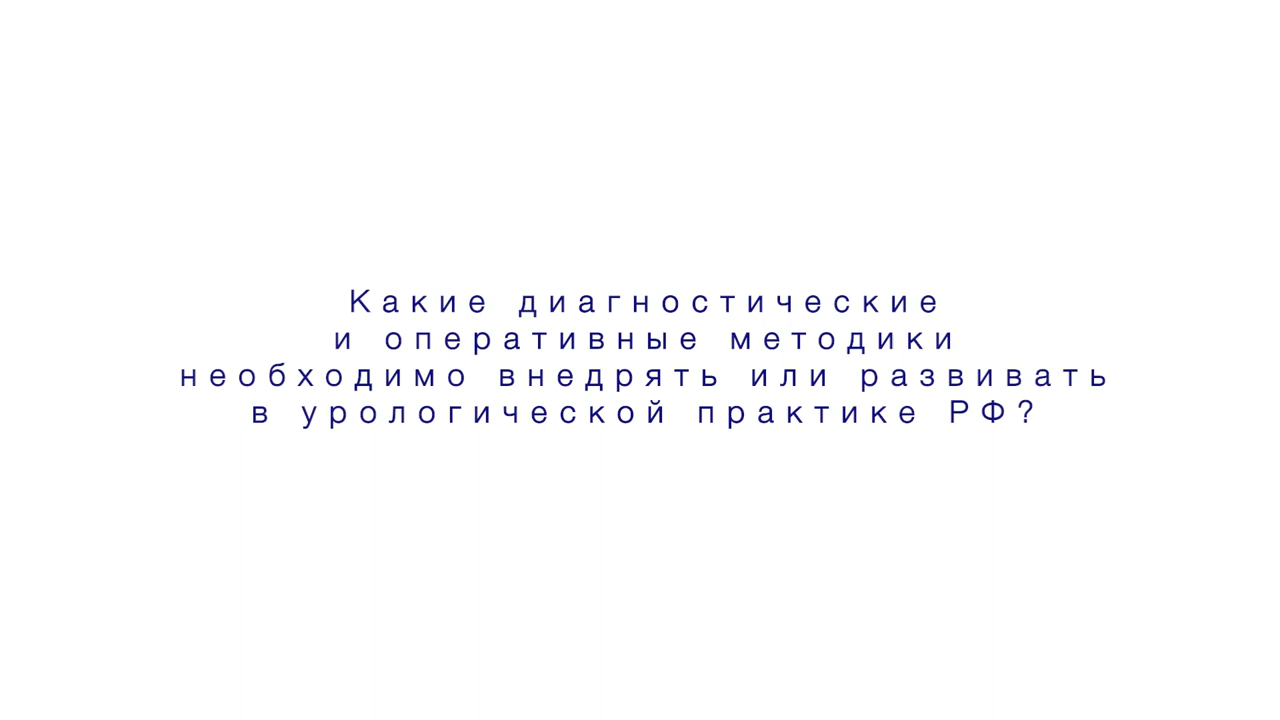 Какие диагностические
и оперативные методики
необходимо внедрять или развивать
в урологической практике РФ?